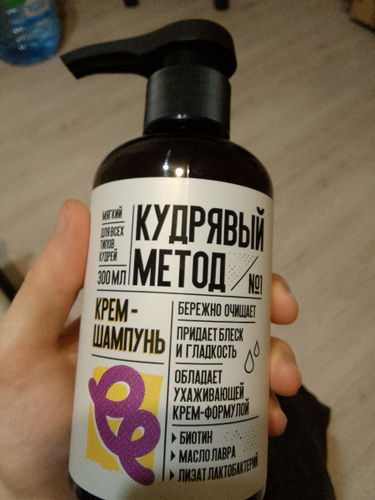 МЯГКИЙ
ДЛЯ ВСЕХ
ТИПОВ
КУДРЕЙ
300 МЛ
КУДРЯВЫЙ
МЕТОД
№1
КРЕМ-
ШАМПУНЬ
БЕРЕЖНО ОЧИЩАЕТ
ПРИДАЕТ БЛЕСК
И ГЛАДКОСТЬ
ОБЛАДАЕТ
УХАЖИВАЮЩЕЙ
КРЕМ-ФОРМУЛОЙ
БИОТИН
МАСЛО ЛАВРА
ЛИЗАТ ЛАКТОБАКТЕРИЙ